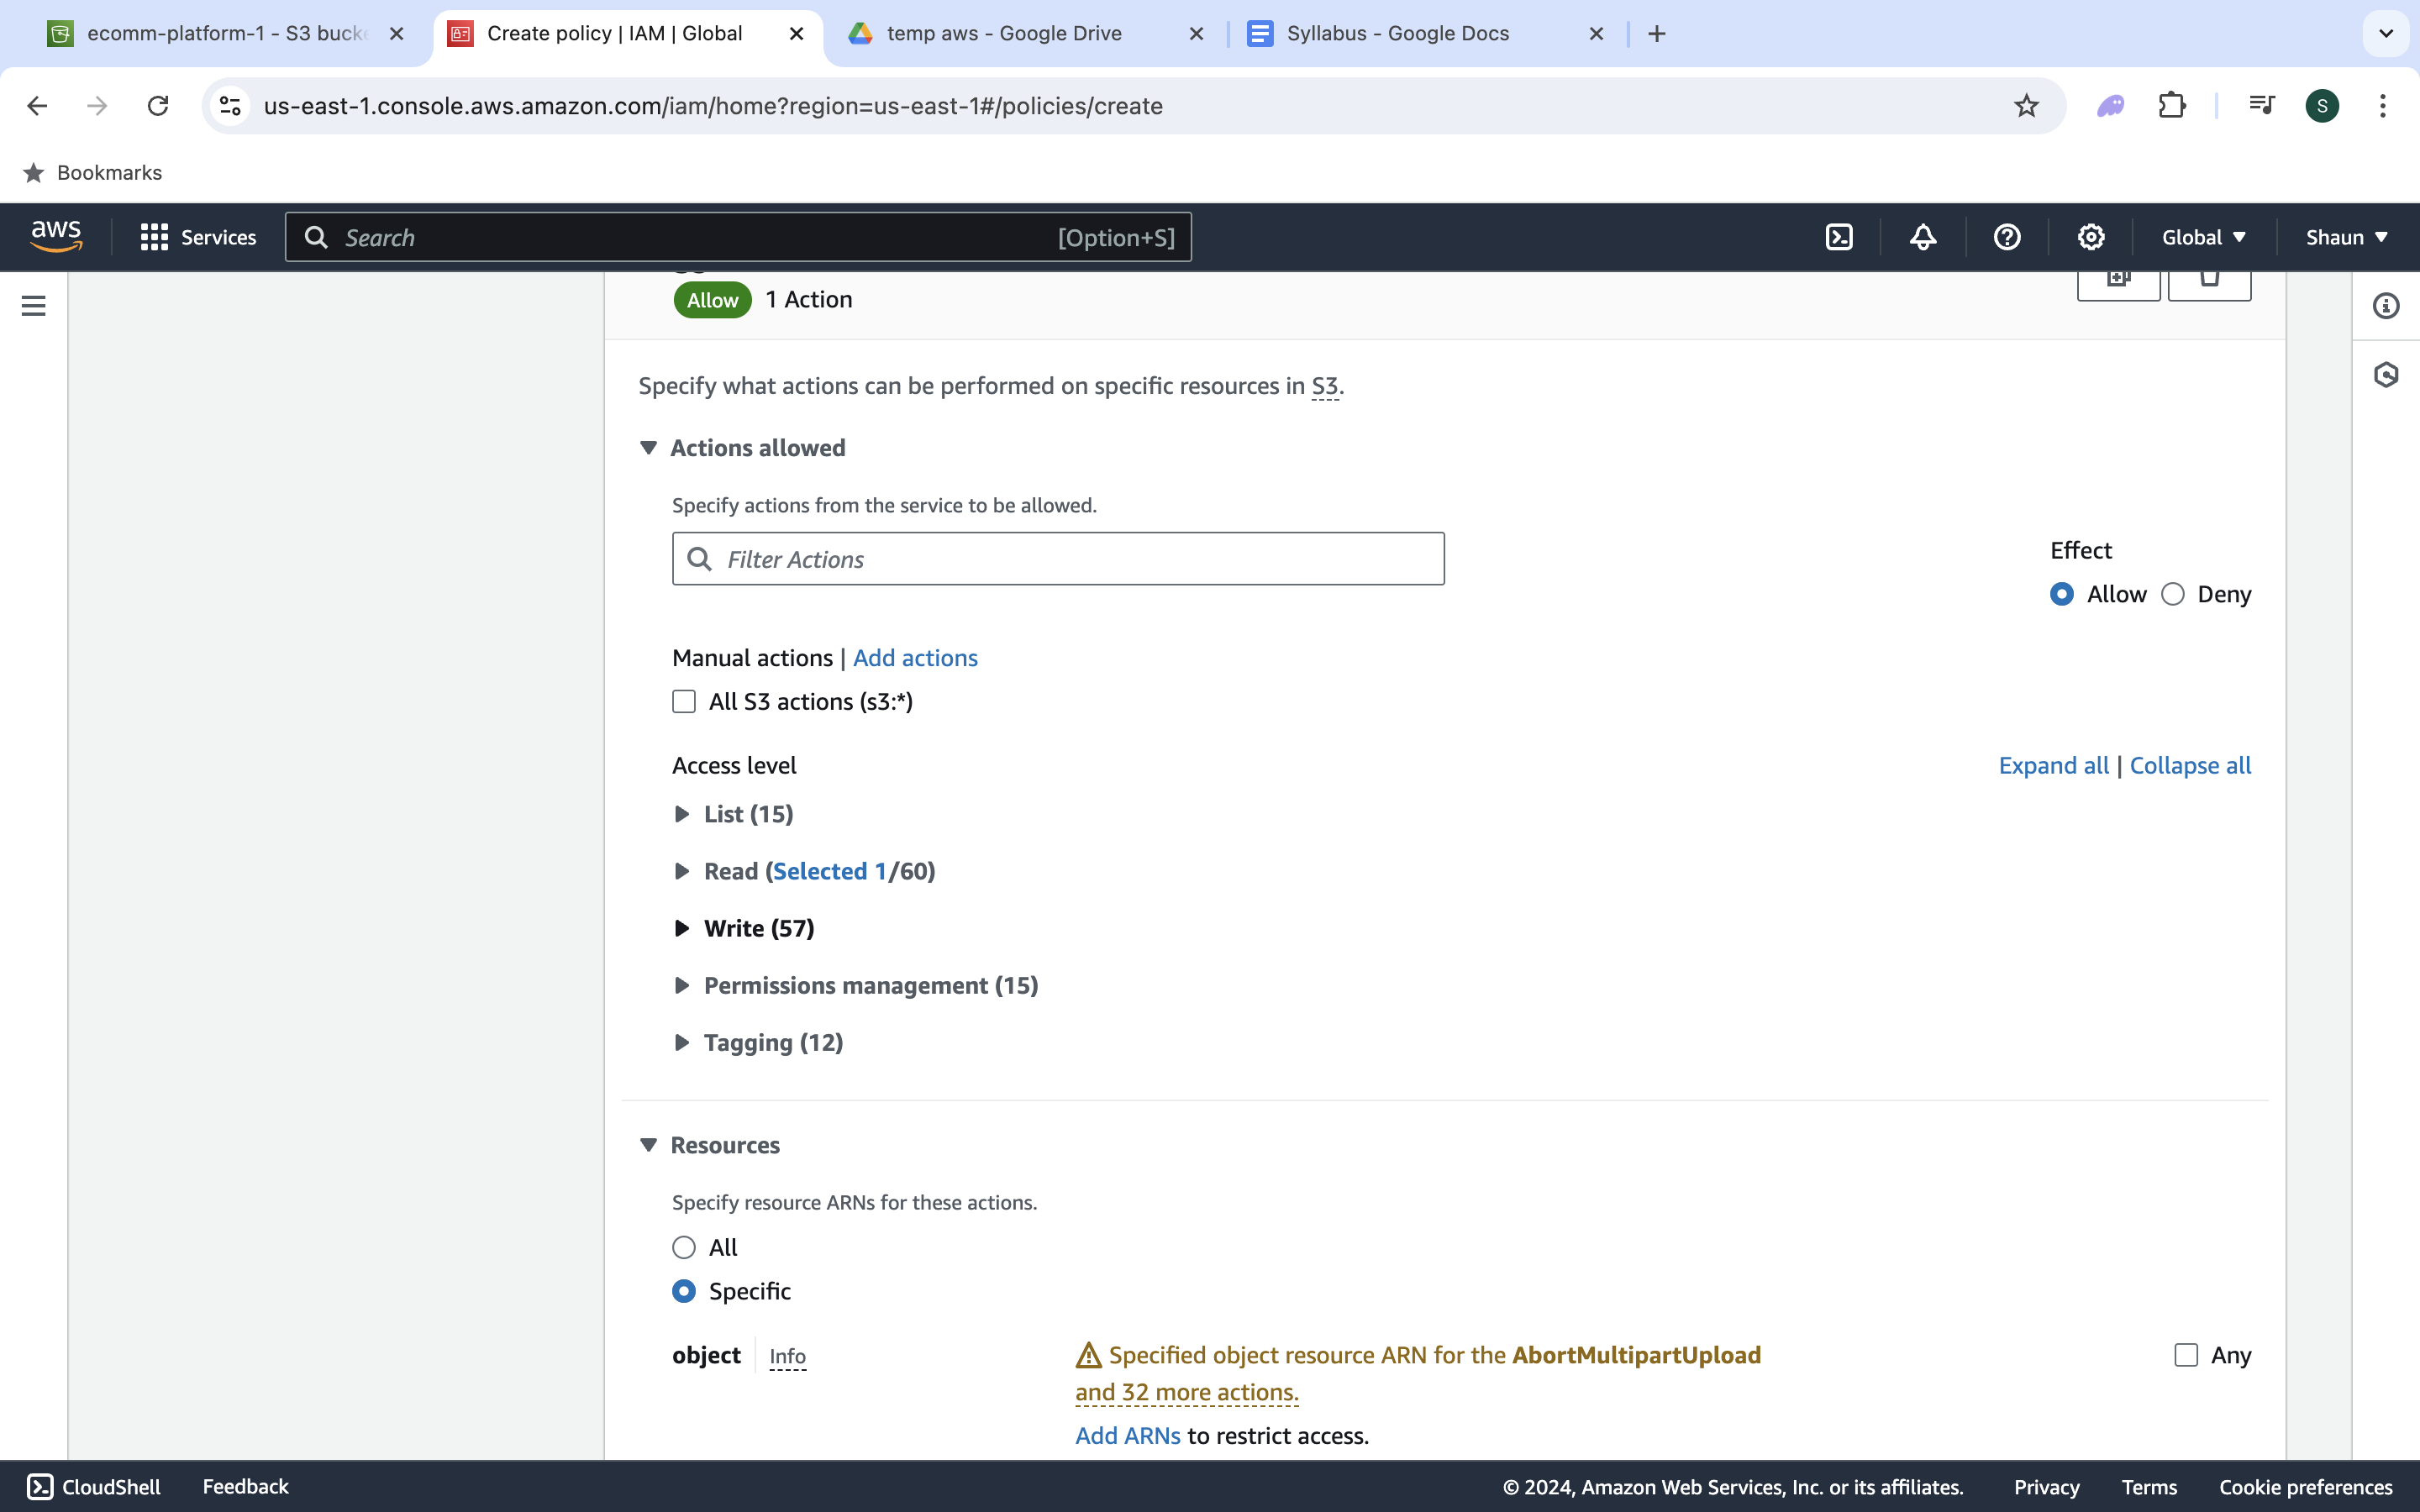 ecomm-platform-1 - S3 buck
Create policy | IAM | Global
temp aws - Google Drive
Syllabus - Google Docs
us-east-1.console.aws.amazon.com/iam/home?region=us-east-1#/policies/create
S
Bookmarks
aws
Services
Search
[Option+S]
Global
Shaun
Allow
1 Action
Specify what actions can be performed on specific resources in S3.
Actions allowed
Specify actions from the service to be allowed.
Filter Actions
Effect
Allow
Deny
Manual actions | Add actions
All S3 actions (s3:*)
Access level
Expand all | Collapse all
List (15)
Read (Selected 1/60)
Write (57)
Permissions management (15)
Tagging (12)
Resources
Specify resource ARNs for these actions.
All
Specific
object
Info
Specified object resource ARN for the AbortMultipartUpload
and 32 more actions.
Any
Add ARNs to restrict access.
CloudShell
Feedback
© 2024, Amazon Web Services, Inc. or its affiliates.
Privacy
Terms
Cookie preferences